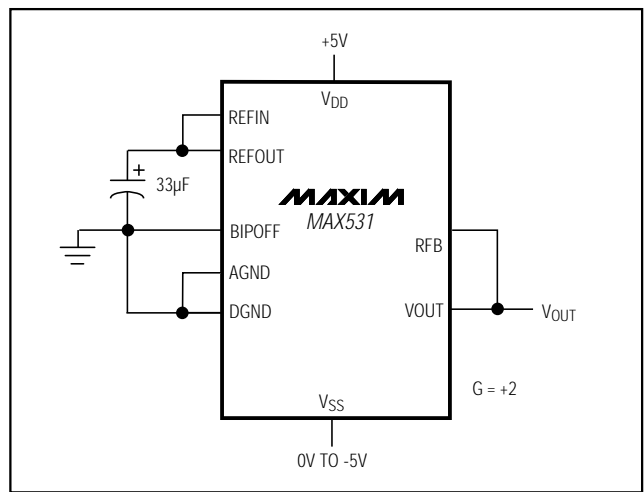 +5V
VDD
REFIN
REFOUT
+
33µF
MAXIM
MAX531
BIPOFF
RFB
AGND
DGND
VOUT
VOUT
G = +2
VSS
0V TO -5V